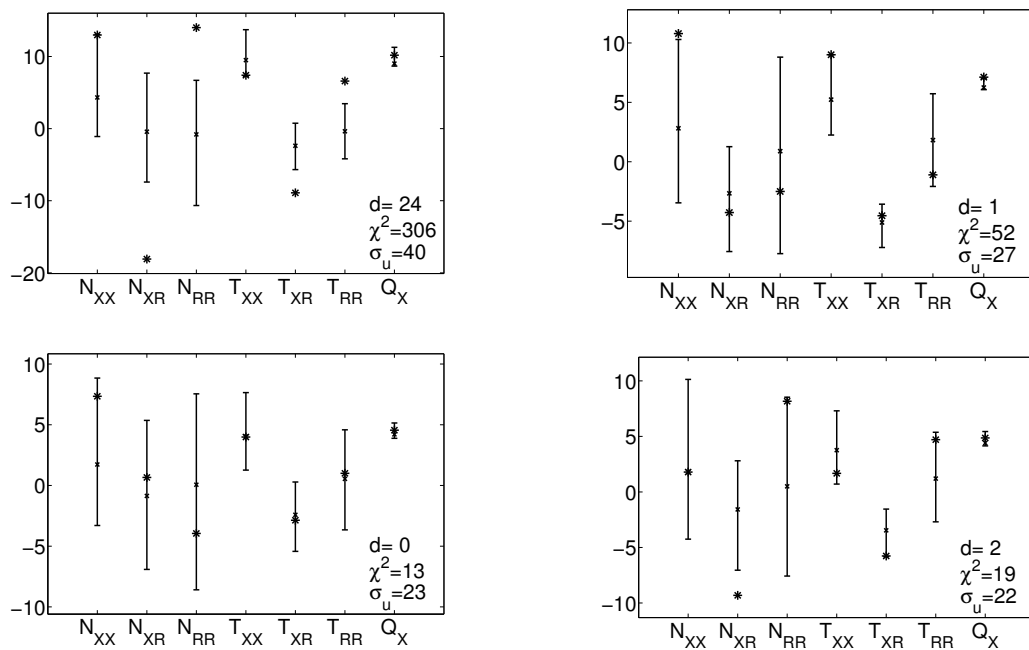 10
0
−10
−20
d= 24
χ²=306
σ_u=40
N_XX N_XR N_RR T_XX T_XR T_RR Q_X
10
5
0
−5
d= 1
χ²=52
σ_u=27
N_XX N_XR N_RR T_XX T_XR T_RR Q_X
10
5
0
−5
−10
d= 0
χ²=13
σ_u=23
N_XX N_XR N_RR T_XX T_XR T_RR Q_X
10
5
0
−5
−10
d= 2
χ²=19
σ_u=22
N_XX N_XR N_RR T_XX T_XR T_RR Q_X